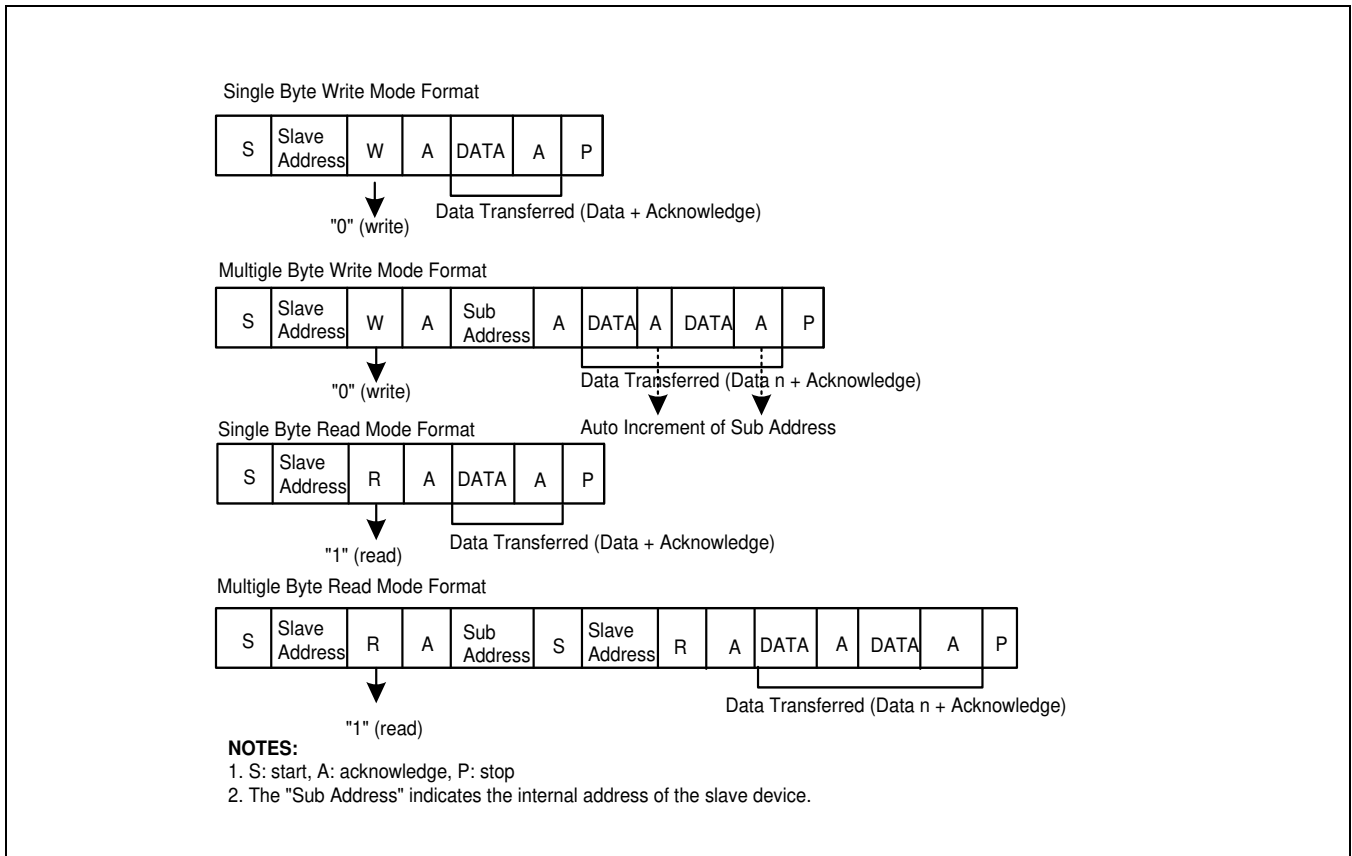 Single Byte Write Mode Format
S Slave Address W A DATA A P
"0" (write)
Data Transferred (Data + Acknowledge)
Multigle Byte Write Mode Format
S Slave Address W A Sub Address A DATA A DATA A P
"0" (write)
Data Transferred (Data n + Acknowledge)
Auto Increment of Sub Address
Single Byte Read Mode Format
S Slave Address R A DATA A P
"1" (read)
Data Transferred (Data + Acknowledge)
Multigle Byte Read Mode Format
S Slave Address R A Sub Address S Slave Address R A DATA A DATA A P
Data Transferred (Data n + Acknowledge)
"1" (read)
NOTES:
1. S: start, A: acknowledge, P: stop
2. The "Sub Address" indicates the internal address of the slave device.